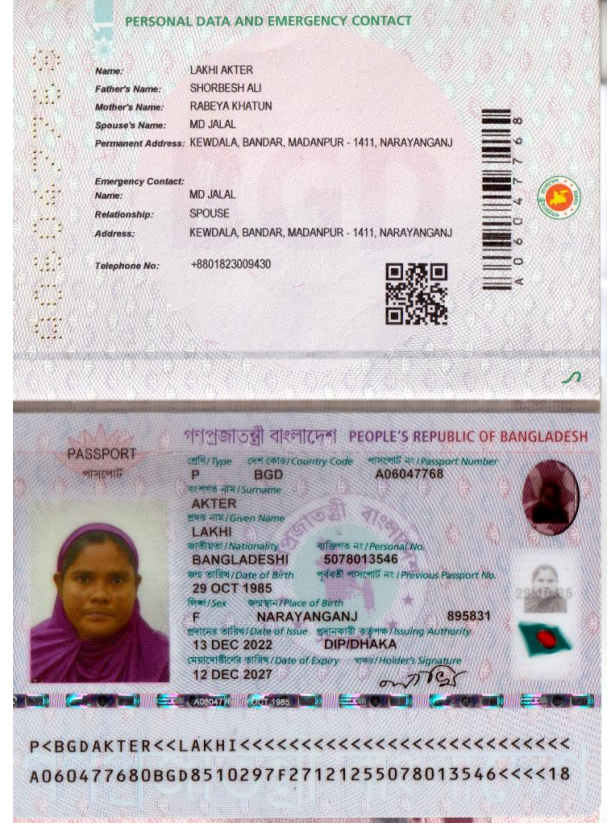 PERSONAL DATA AND EMERGENCY CONTACT
Name: LAKHI AKTER
Father's Name: SHORBESH ALI
Mother's Name: RABEYA KHATUN
Spouse's Name: MD JALAL
Permanent Address: KEWDALA, BANDAR, MADANPUR - 1411, NARAYANGANJ
Emergency Contact:
Name: MD JALAL
Relationship: SPOUSE
Address: KEWDALA, BANDAR, MADANPUR - 1411, NARAYANGANJ
Telephone No: +8801823009430
A06047768
গণপ্রজাতন্ত্রী বাংলাদেশ PEOPLE'S REPUBLIC OF BANGLADESH
PASSPORT
পাসপোর্ট
শ্রেণি/Type দেশ কোড/Country Code পাসপোর্ট নং/Passport Number
P BGD A06047768
বংশগত নাম/Surname
AKTER
প্রদত্ত নাম/Given Name
LAKHI
জাতীয়তা/Nationality ব্যক্তিগত নং/Personal No.
BANGLADESHI 5078013546
জন্ম তারিখ/Date of Birth পূর্ববর্তী পাসপোর্ট নং/Previous Passport No.
29 OCT 1985
লিঙ্গ/Sex জন্মস্থান/Place of Birth
F NARAYANGANJ 895831
প্রদানের তারিখ/Date of Issue প্রদানকারী কর্তৃপক্ষ/Issuing Authority
13 DEC 2022 DIP/DHAKA
মেয়াদোত্তীর্ণের তারিখ/Date of Expiry স্বাক্ষর/Holder's Signature
12 DEC 2027
P<BGDAKTER<<LAKHI<<<<<<<<<<<<<<<<<<<<<<<<<<<
A060477680BGD8510297F27121255078013546<<<<18